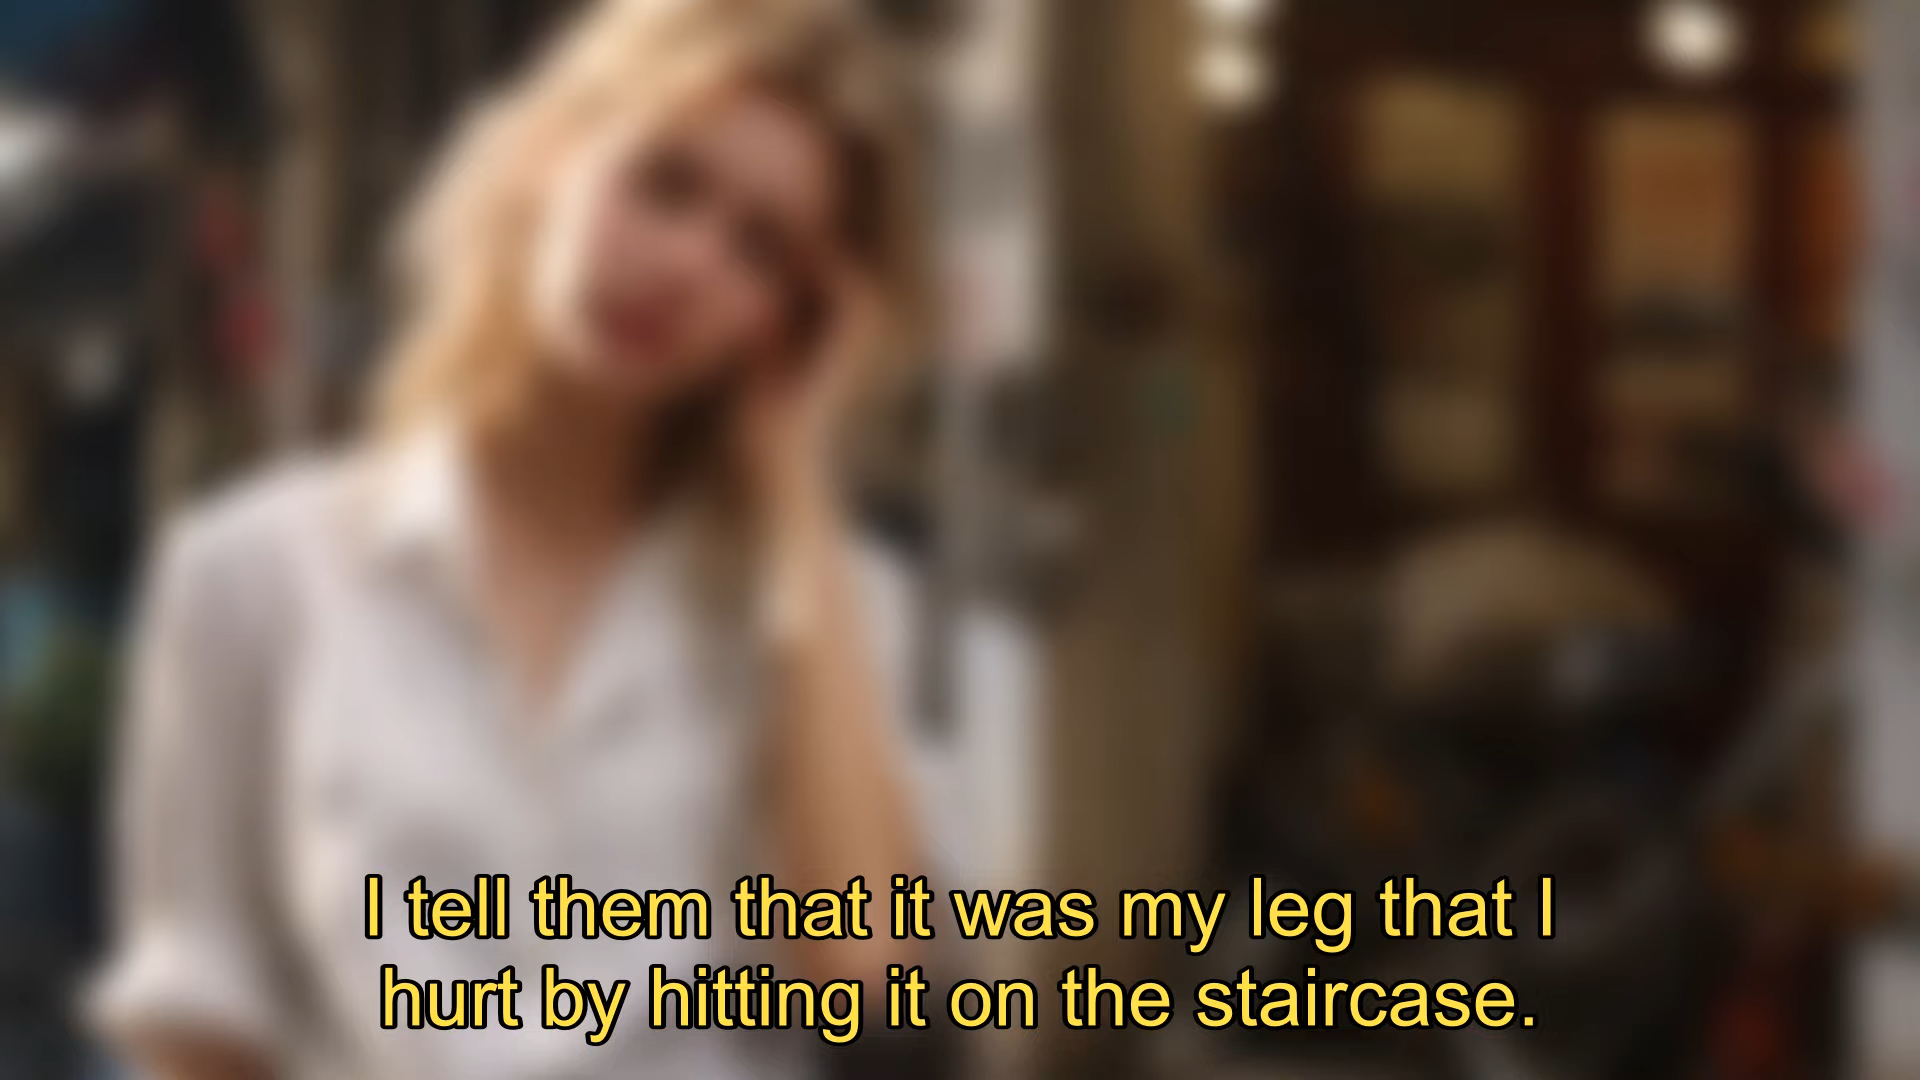 I tell them that it was my leg that I
hurt by hitting it on the staircase.